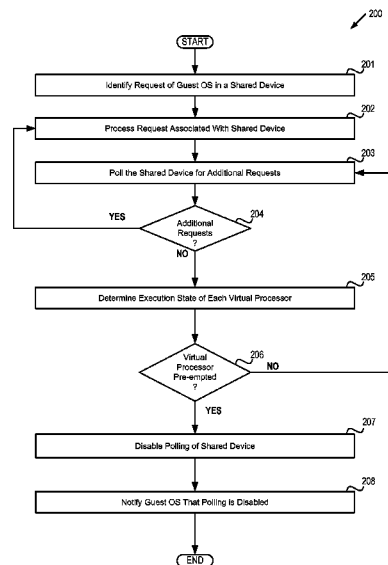 200
START
201
Identify Request of Guest OS in a Shared Device
202
Process Request Associated With Shared Device
203
Poll the Shared Device for Additional Requests
204
YES
Additional
Requests
?
NO
205
Determine Execution State of Each Virtual Processor
206
Virtual
Processor
Pre-empted
?
NO
YES
207
Disable Polling of Shared Device
208
Notify Guest OS That Polling is Disabled
END